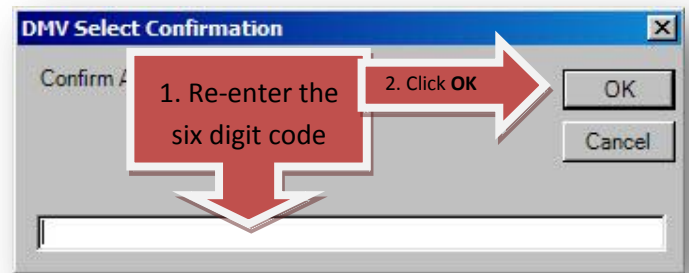 DMV Select Confirmation
Confirm A
1. Re-enter the
six digit code
2. Click OK
OK
Cancel